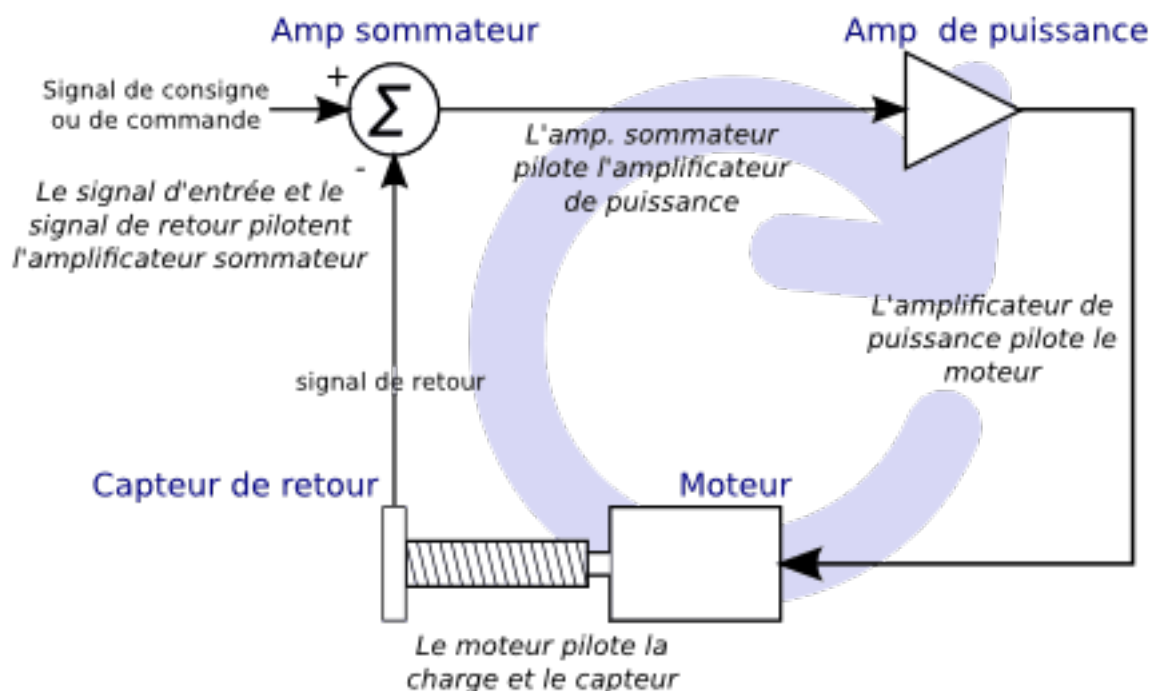 Amp sommateur
Amp de puissance
+
Signal de consigne
ou de commande
Σ
-
L'amp. sommateur
pilote l'amplificateur
de puissance
Le signal d'entrée et le
signal de retour pilotent
l'amplificateur sommateur
L'amplificateur de
puissance pilote le
moteur
signal de retour
Capteur de retour
Moteur
Le moteur pilote la
charge et le capteur